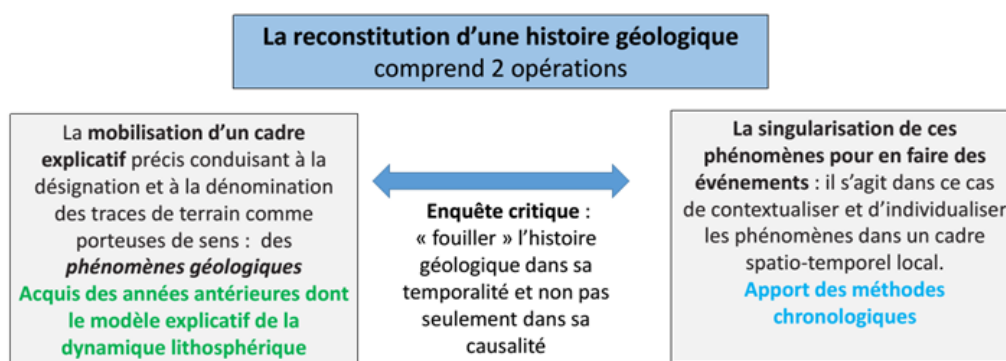 La reconstitution d'une histoire géologique
comprend 2 opérations
La mobilisation d'un cadre
explicatif précis conduisant à la
désignation et à la dénomination
des traces de terrain comme
porteuses de sens :  des
phénomènes géologiques
Acquis des années antérieures dont
le modèle explicatif de la
dynamique lithosphérique
Enquête critique :
« fouiller » l'histoire
géologique dans sa
temporalité et non pas
seulement dans sa
causalité
La singularisation de ces
phénomènes pour en faire des
événements : il s'agit dans ce cas
de contextualiser et d'individualiser
les phénomènes dans un cadre
spatio-temporel local.
Apport des méthodes
chronologiques